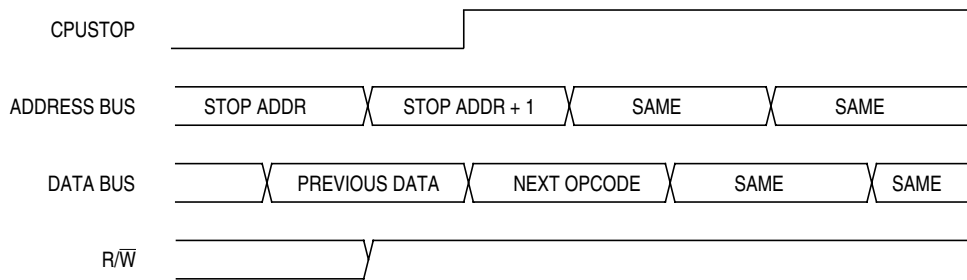 CPUSTOP
ADDRESS BUS STOP ADDR STOP ADDR + 1 SAME SAME
DATA BUS PREVIOUS DATA NEXT OPCODE SAME SAME
R/W̅